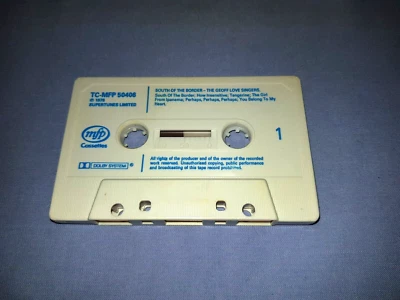 TC-MFP 50406
SOUTH OF THE BORDER - THE GEOFF LOVE SINGERS.
℗ 1978
SUPERTUNES LIMITED
South Of The Border; How Insensitive; Tangerine; The Girl
From Ipanema; Perhaps, Perhaps, Perhaps; You Belong To My
Heart.
mfp
Cassettes
1
DOLBY SYSTEM ®
All rights of the producer and of the owner of the recorded
work reserved. Unauthorised copying, public performance
and broadcasting of this tape record prohibited.